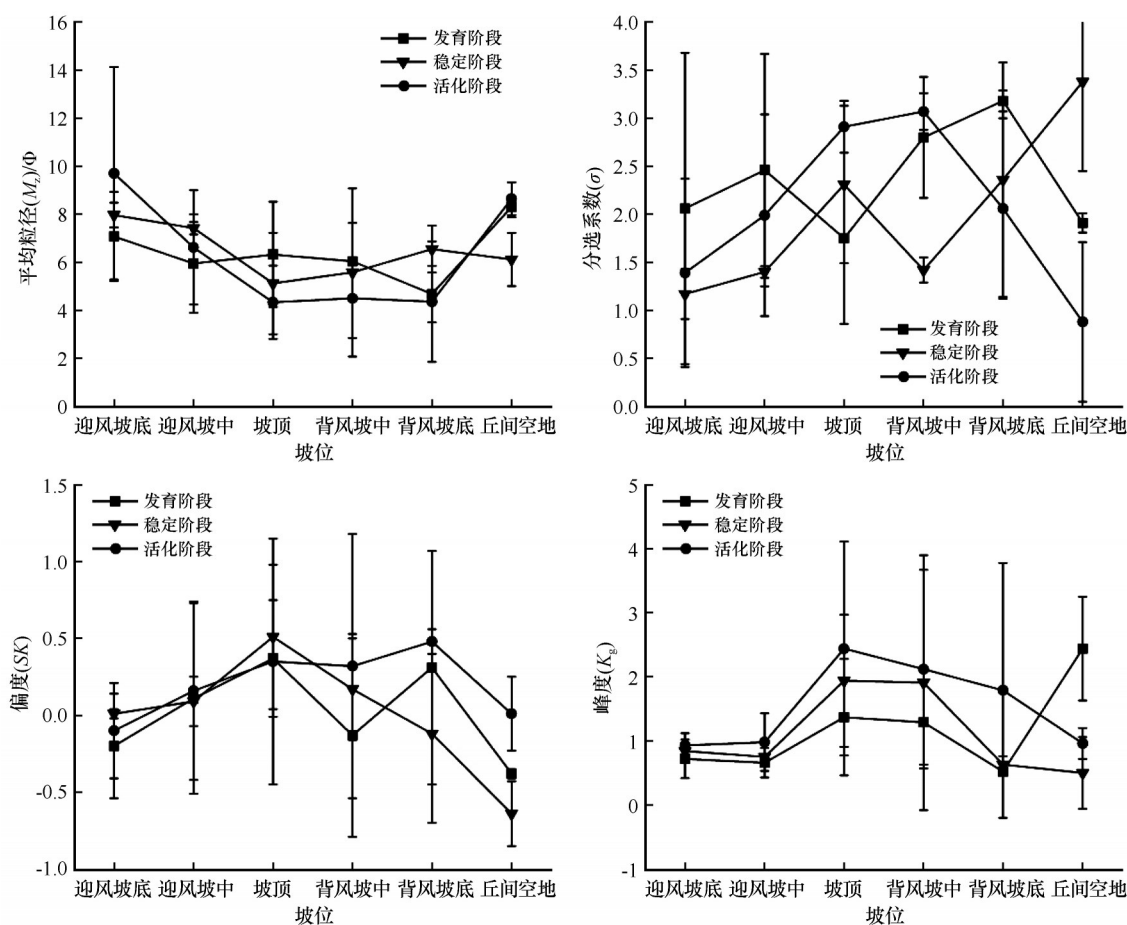 16
14
12
10
8
6
4
2
0
平均粒径(Mz)/Φ
发育阶段
稳定阶段
活化阶段
迎风坡底 迎风坡中 坡顶 背风坡中 背风坡底 丘间空地
坡位
4.0
3.5
3.0
2.5
2.0
1.5
1.0
0.5
0.0
分选系数(σ)
发育阶段
稳定阶段
活化阶段
迎风坡底 迎风坡中 坡顶 背风坡中 背风坡底 丘间空地
坡位
1.5
1.0
0.5
0.0
-0.5
-1.0
偏度(SK)
发育阶段
稳定阶段
活化阶段
迎风坡底 迎风坡中 坡顶 背风坡中 背风坡底 丘间空地
坡位
5
4
3
2
1
0
-1
峰度(Kg)
发育阶段
稳定阶段
活化阶段
迎风坡底 迎风坡中 坡顶 背风坡中 背风坡底 丘间空地
坡位